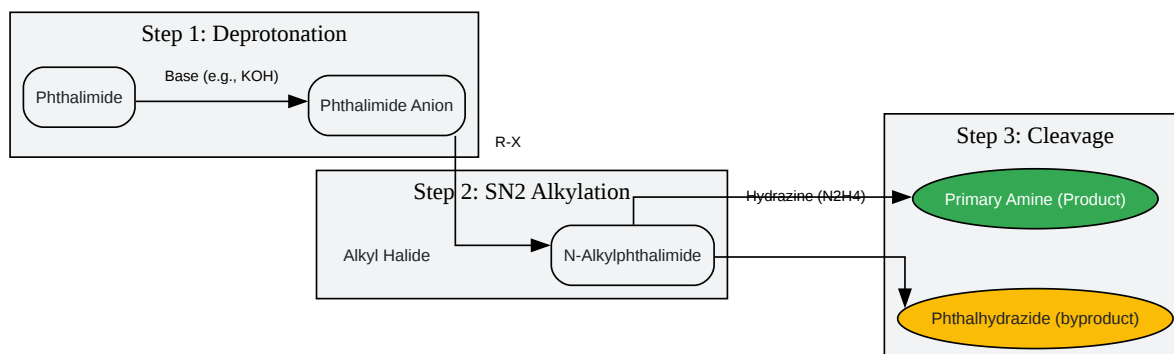 Step 1: Deprotonation
Base (e.g., KOH)
Phthalimide
Phthalimide Anion
R-X
Step 2: SN2 Alkylation
Alkyl Halide
N-Alkylphthalimide
Hydrazine (N2H4)
Step 3: Cleavage
Primary Amine (Product)
Phthalhydrazide (byproduct)